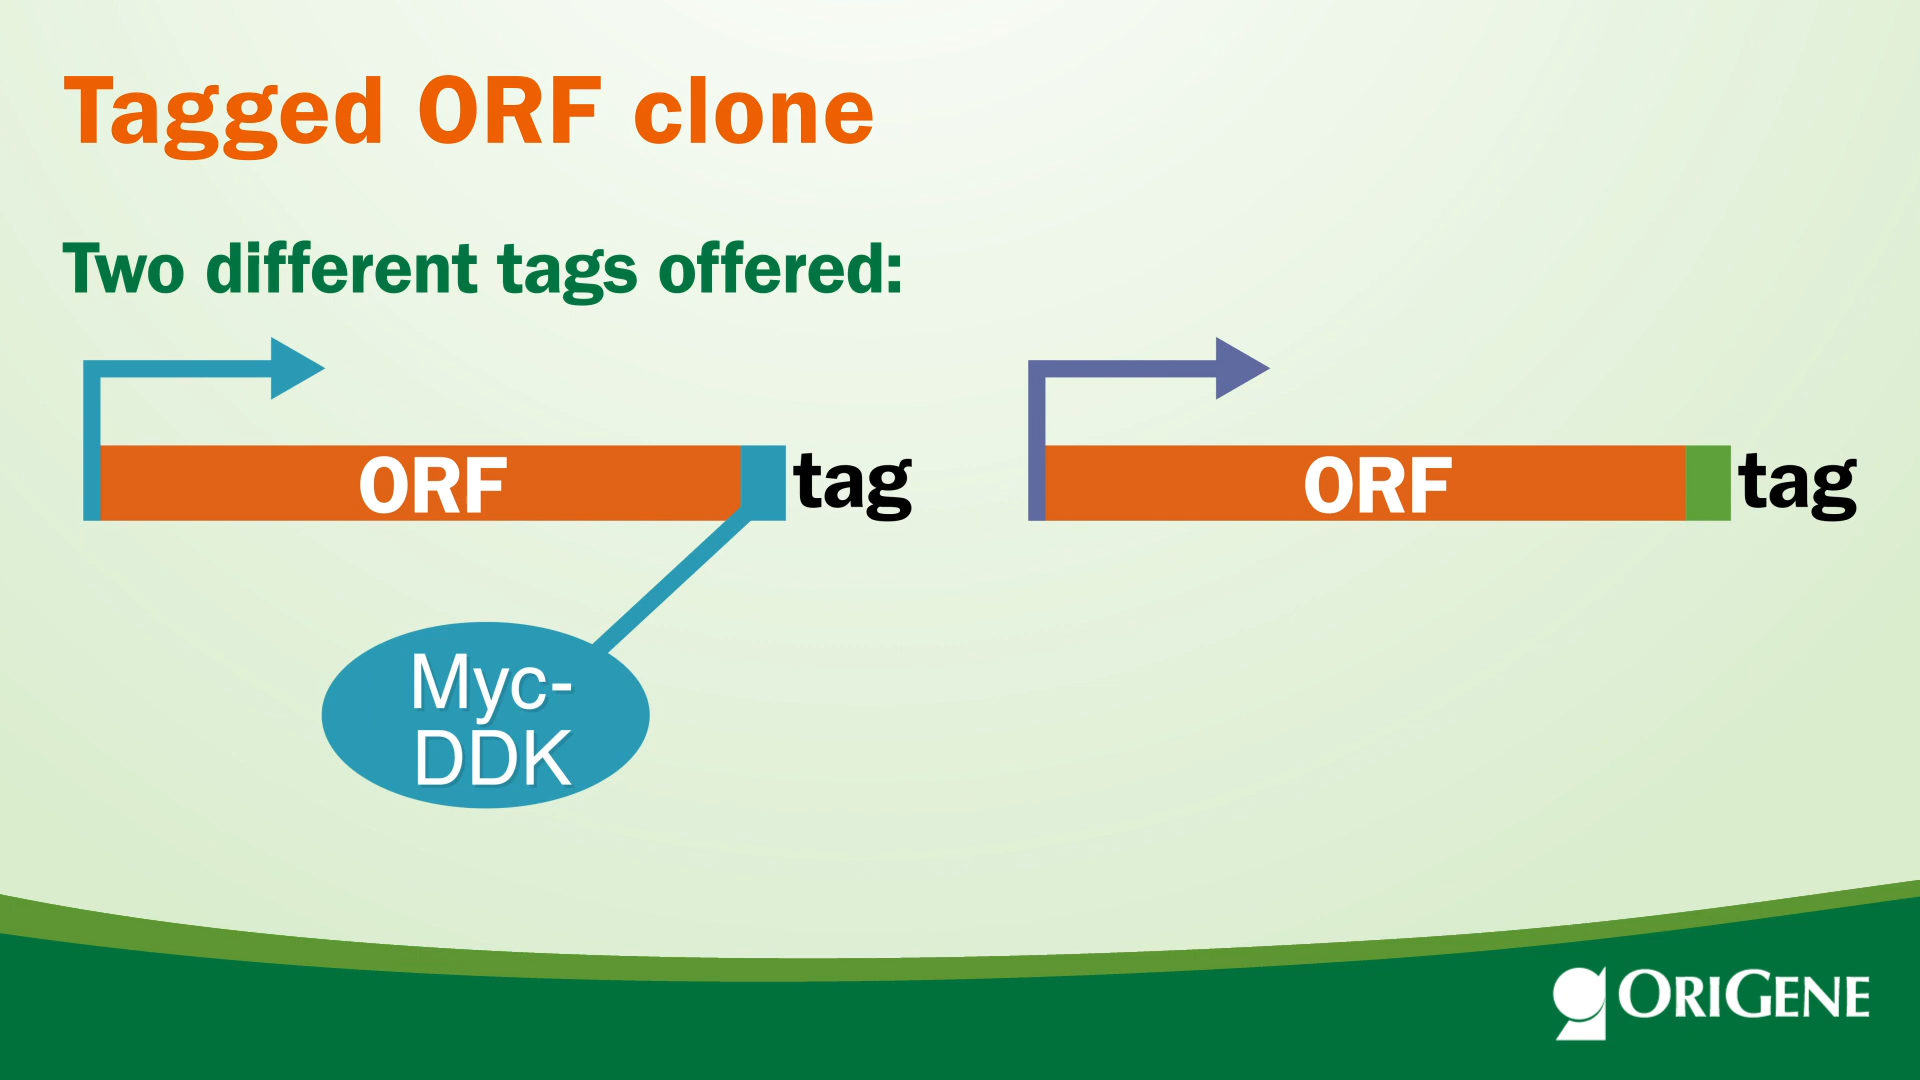 Tagged ORF clone
Two different tags offered:
ORF tag
ORF tag
Myc-
DDK
ORIGENE